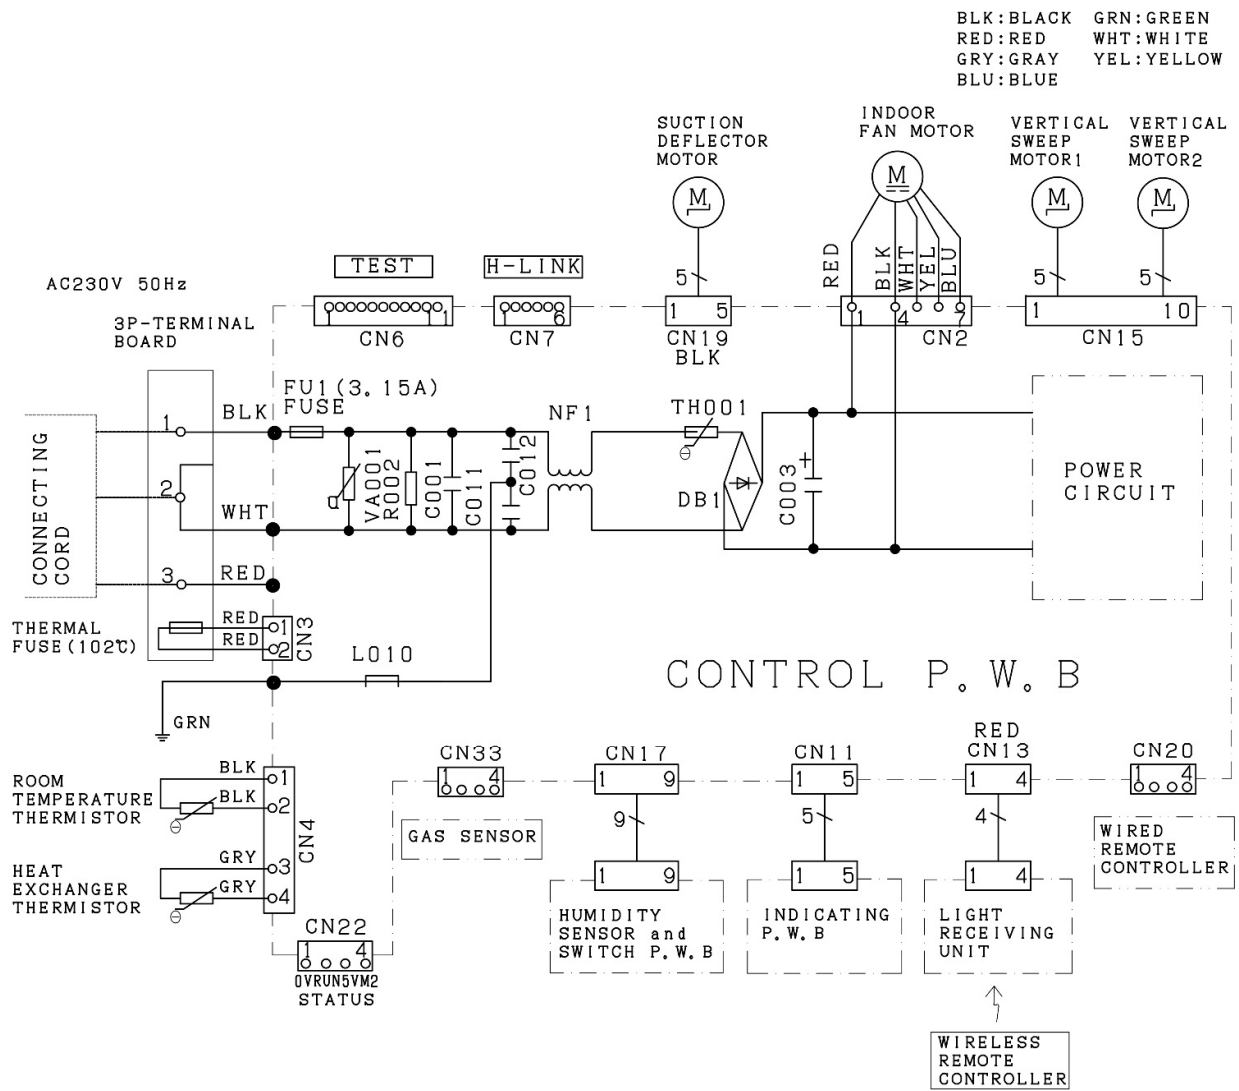 BLK:BLACK GRN:GREEN
RED:RED WHT:WHITE
GRY:GRAY YEL:YELLOW
BLU:BLUE
SUCTION
DEFLECTOR
MOTOR
M
INDOOR
FAN MOTOR
M
VERTICAL
SWEEP
MOTOR1
M
VERTICAL
SWEEP
MOTOR2
M
RED
BLK
WHT
YEL
BLU
5
5
5
TEST
H-LINK
AC230V 50Hz
1 11
CN6
1 6
CN7
1 5
CN19
BLK
1 4 7
CN2
1 10
CN15
3P-TERMINAL
BOARD
FU1(3.15A)
FUSE
NF1
TH001
θ
CONNECTING
CORD
1
2
3
BLK
WHT
RED
VA001
R002
C001
C011
C012
DB1
C003
+
POWER
CIRCUIT
THERMAL
FUSE(102℃)
RED
RED
1
2
CN3
L010
GRN
CONTROL P.W.B
ROOM
TEMPERATURE
THERMISTOR
θ
BLK
BLK
1
2
HEAT
EXCHANGER
THERMISTOR
θ
GRY
GRY
3
4
CN4
CN22
1 4
0VRUN5VM2
STATUS
CN33
1 4
GAS SENSOR
CN17
1 9
9
1 9
HUMIDITY
SENSOR and
SWITCH P.W.B
CN11
1 5
5
1 5
INDICATING
P.W.B
RED
CN13
1 4
4
1 4
LIGHT
RECEIVING
UNIT
CN20
1 4
WIRED
REMOTE
CONTROLLER
WIRELESS
REMOTE
CONTROLLER